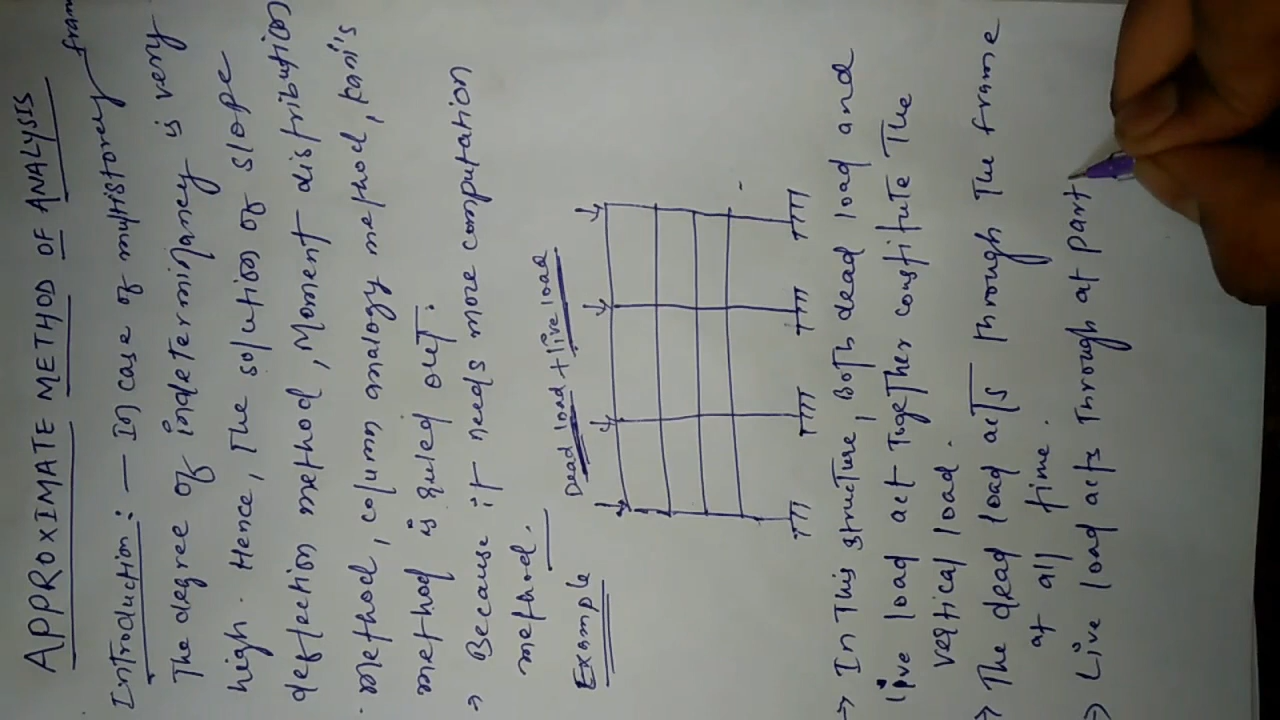 APPROXIMATE METHOD OF ANALYSIS
Introduction: — In case of multistorey fram
The degree of indeterminancy is very
high. Hence, The solution of slope
deflection method, Moment distribution
method, column analogy method, kani's
method is ruled out.
→ Because it needs more computation
method.
Example
Dead load + live load
→ In This structure, Both dead load and
live load act Together constitute The
vertical load.
→ The dead load acts Through The frame
at all time.
→ Live load acts Through at part